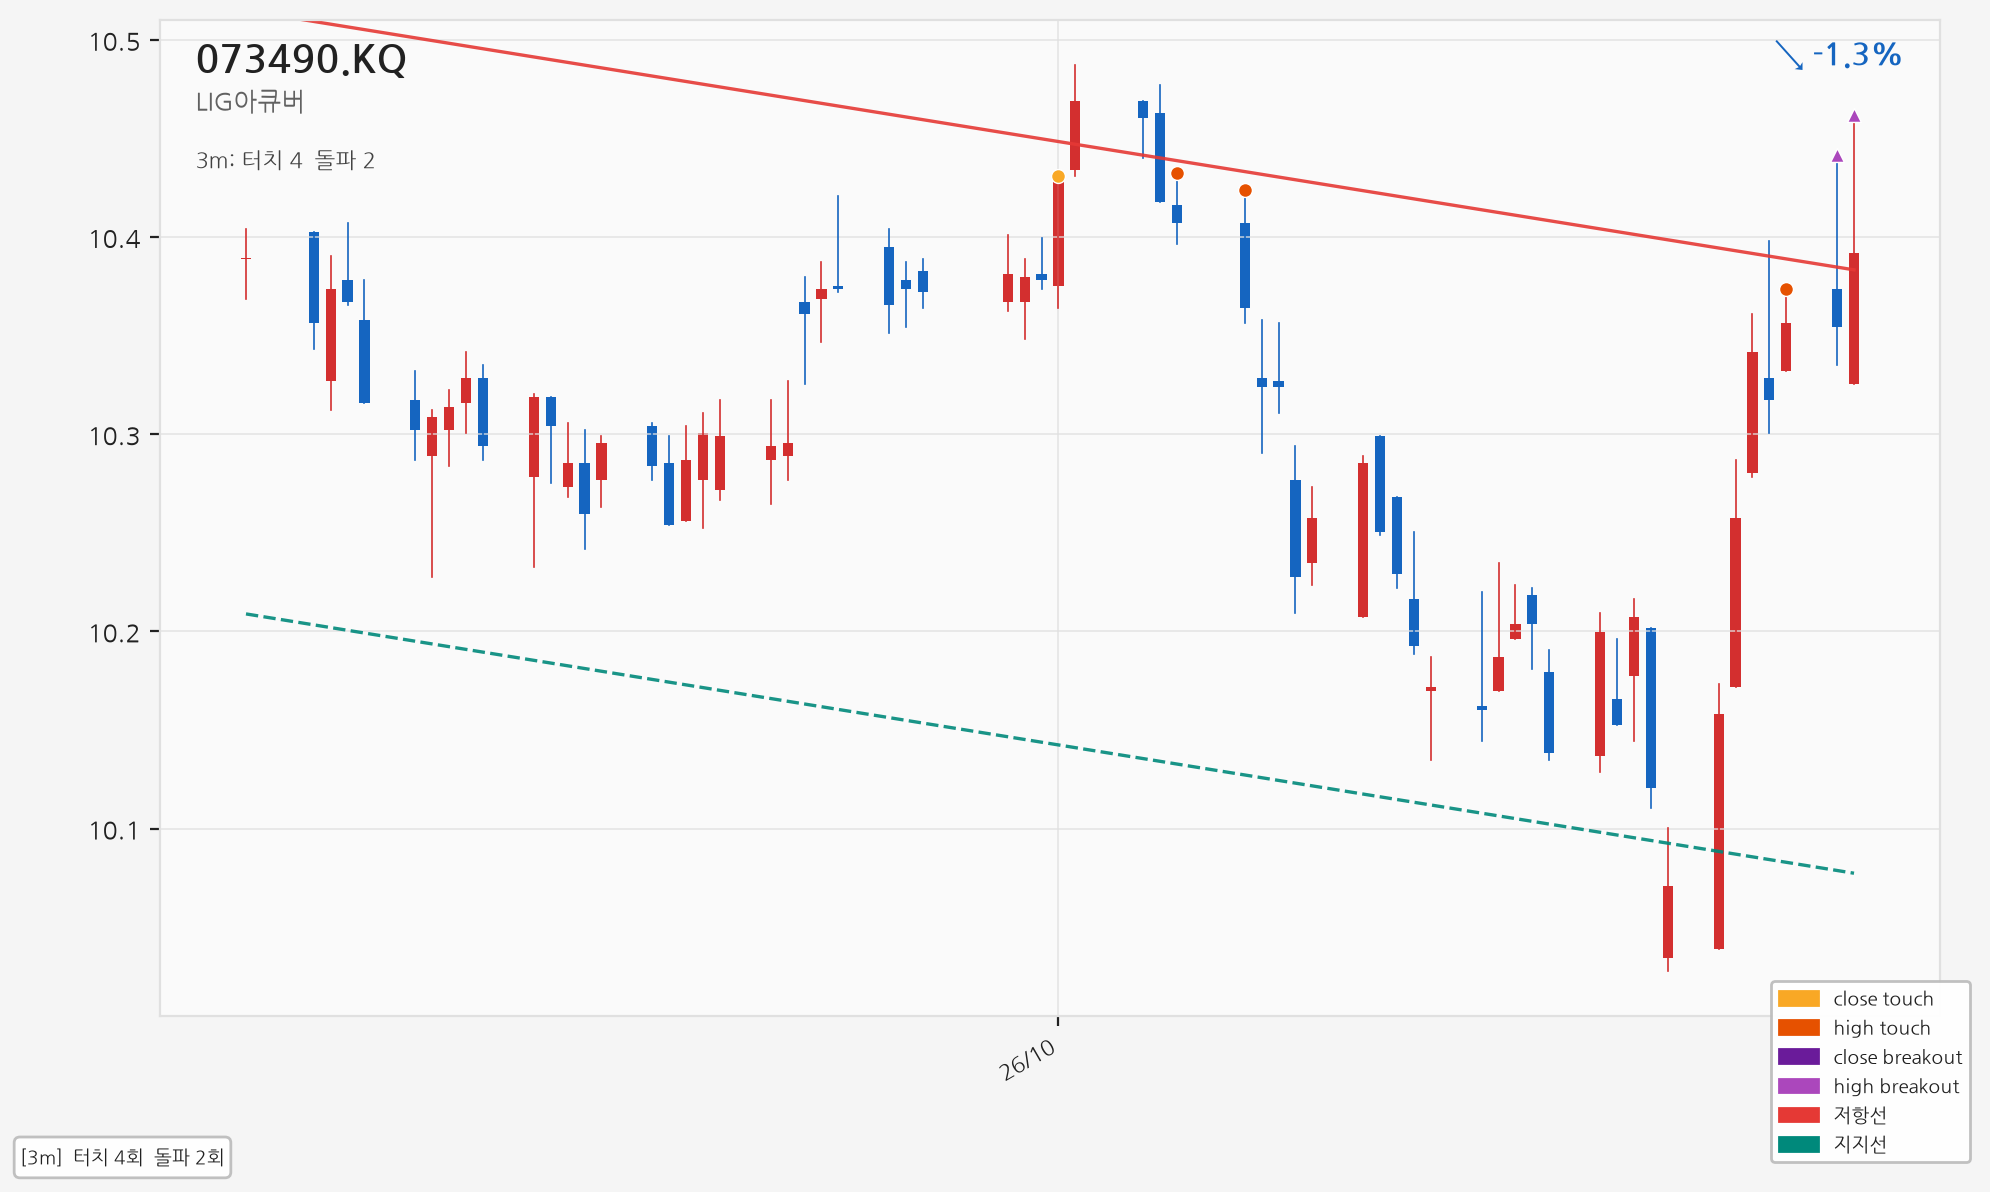 073490.KQ
LIG아큐버
3m: 터치 4 돌파 2
-1.3%
10.5
10.4
10.3
10.2
10.1
26/10
close touch
high touch
close breakout
high breakout
저항선
지지선
[3m] 터치 4회 돌파 2회